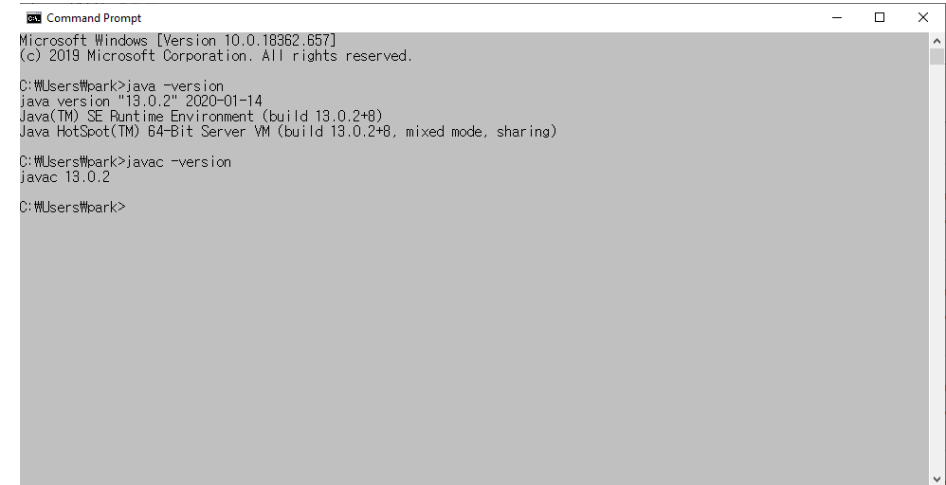 Command Prompt
Microsoft Windows [Version 10.0.18362.657]
(c) 2019 Microsoft Corporation. All rights reserved.
C:₩Users₩park>java -version
java version "13.0.2" 2020-01-14
Java(TM) SE Runtime Environment (build 13.0.2+8)
Java HotSpot(TM) 64-Bit Server VM (build 13.0.2+8, mixed mode, sharing)
C:₩Users₩park>javac -version
javac 13.0.2
C:₩Users₩park>